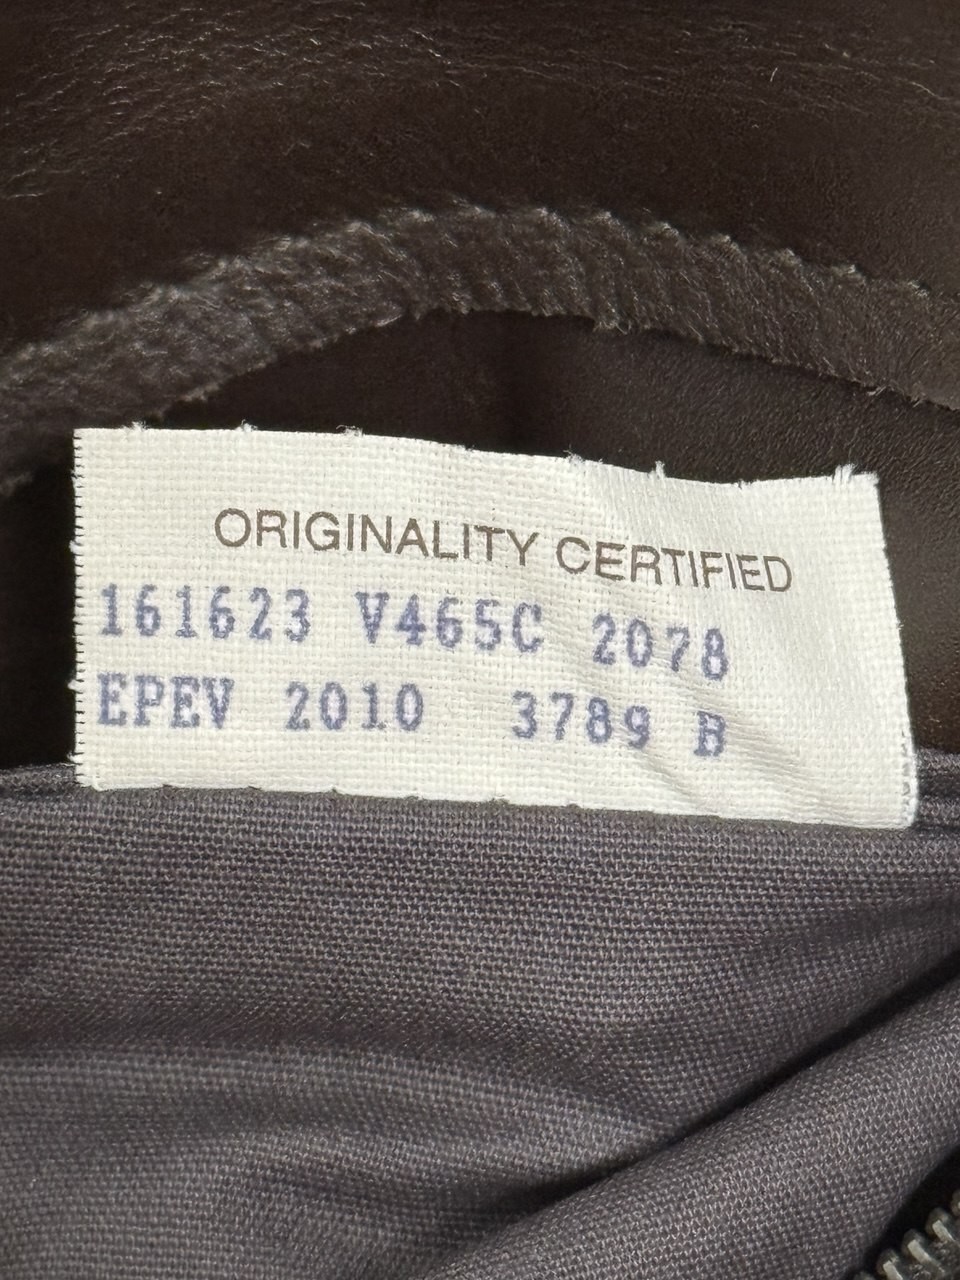 ORIGINALITY CERTIFIED
161623 V465C 2078
EPEV 2010 3789 B